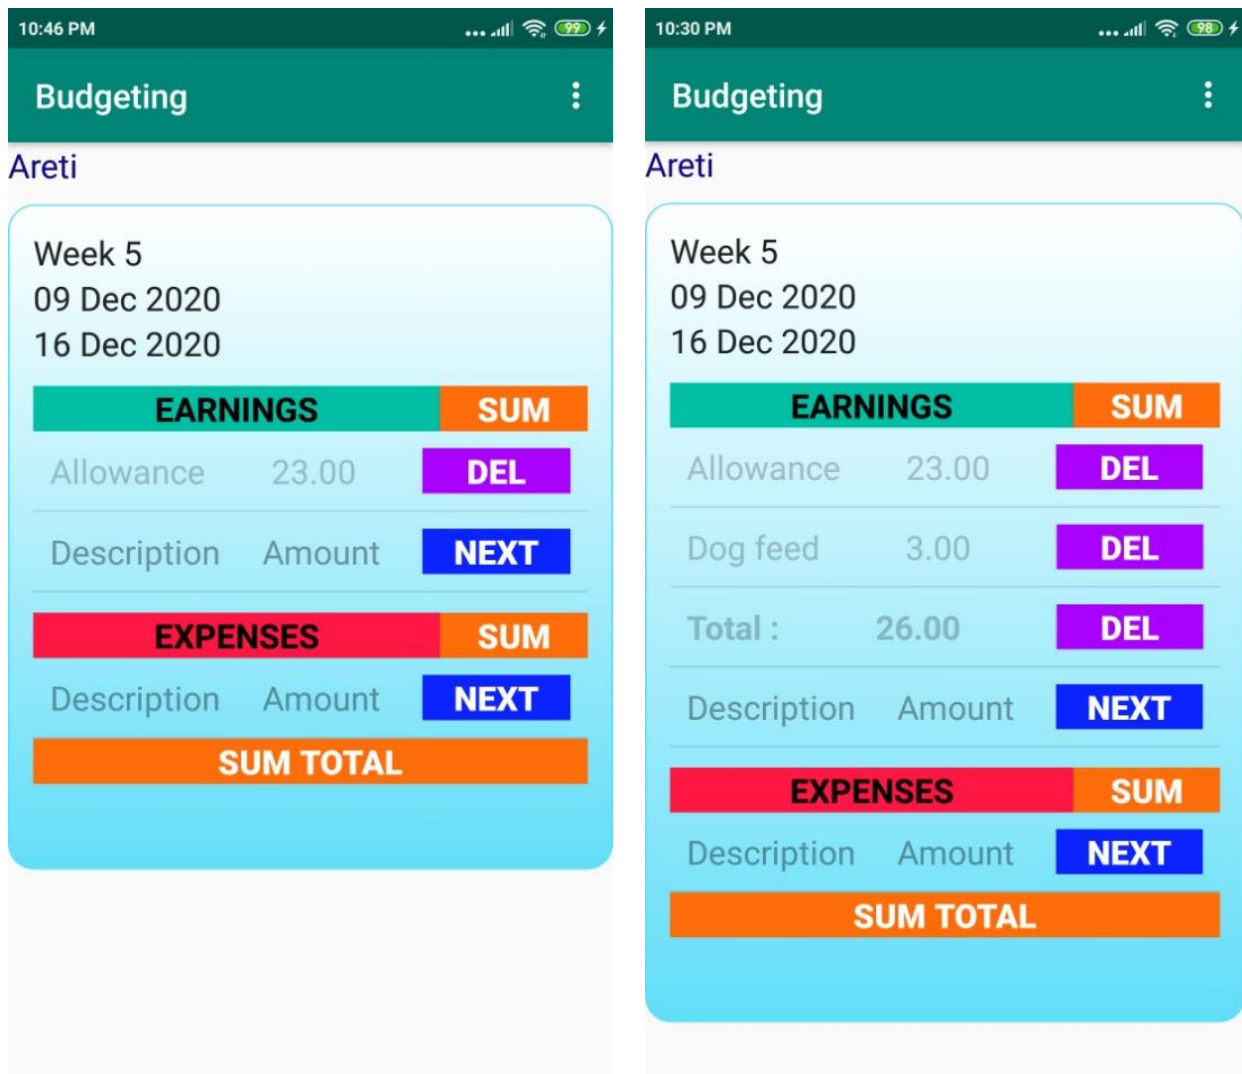 10:46 PM
99
Budgeting
Areti
Week 5
09 Dec 2020
16 Dec 2020
EARNINGS SUM
Allowance 23.00 DEL
Description Amount NEXT
EXPENSES SUM
Description Amount NEXT
SUM TOTAL
10:30 PM
98
Budgeting
Areti
Week 5
09 Dec 2020
16 Dec 2020
EARNINGS SUM
Allowance 23.00 DEL
Dog feed 3.00 DEL
Total : 26.00 DEL
Description Amount NEXT
EXPENSES SUM
Description Amount NEXT
SUM TOTAL